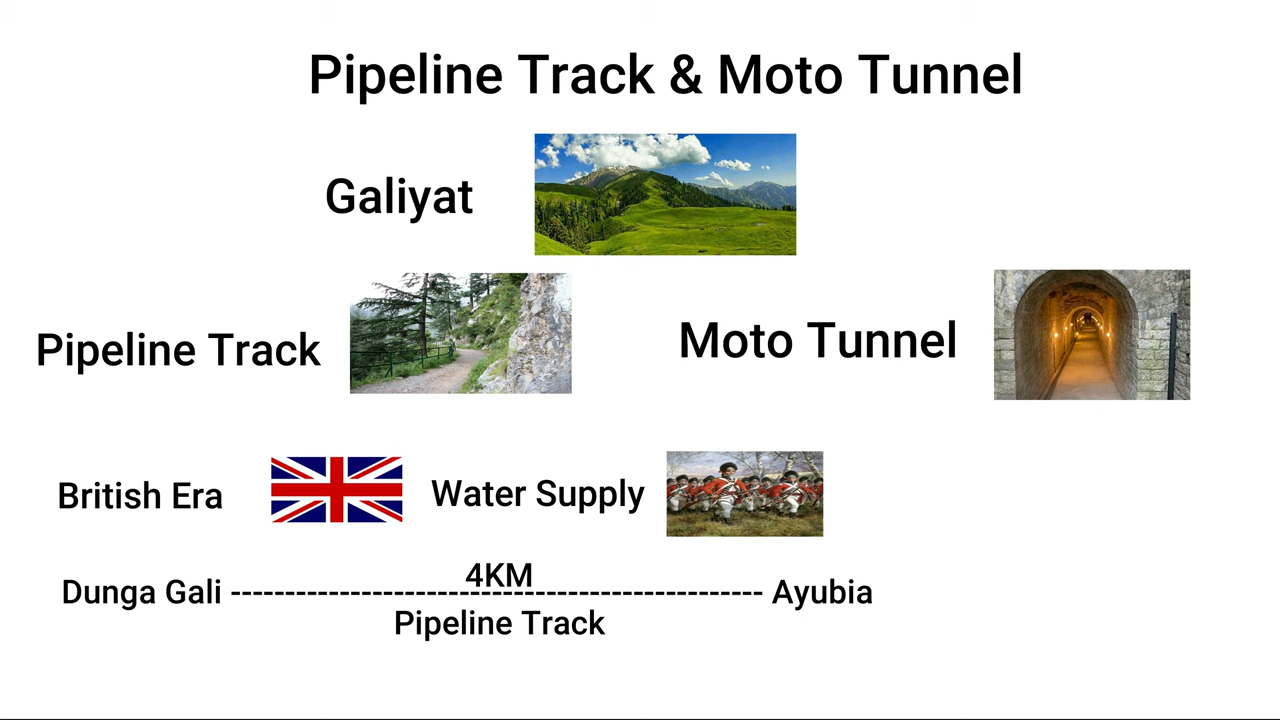 Pipeline Track & Moto Tunnel
Galiyat
Pipeline Track
Moto Tunnel
British Era
Water Supply
4KM
Dunga Gali ------------------------------------------------- Ayubia
Pipeline Track